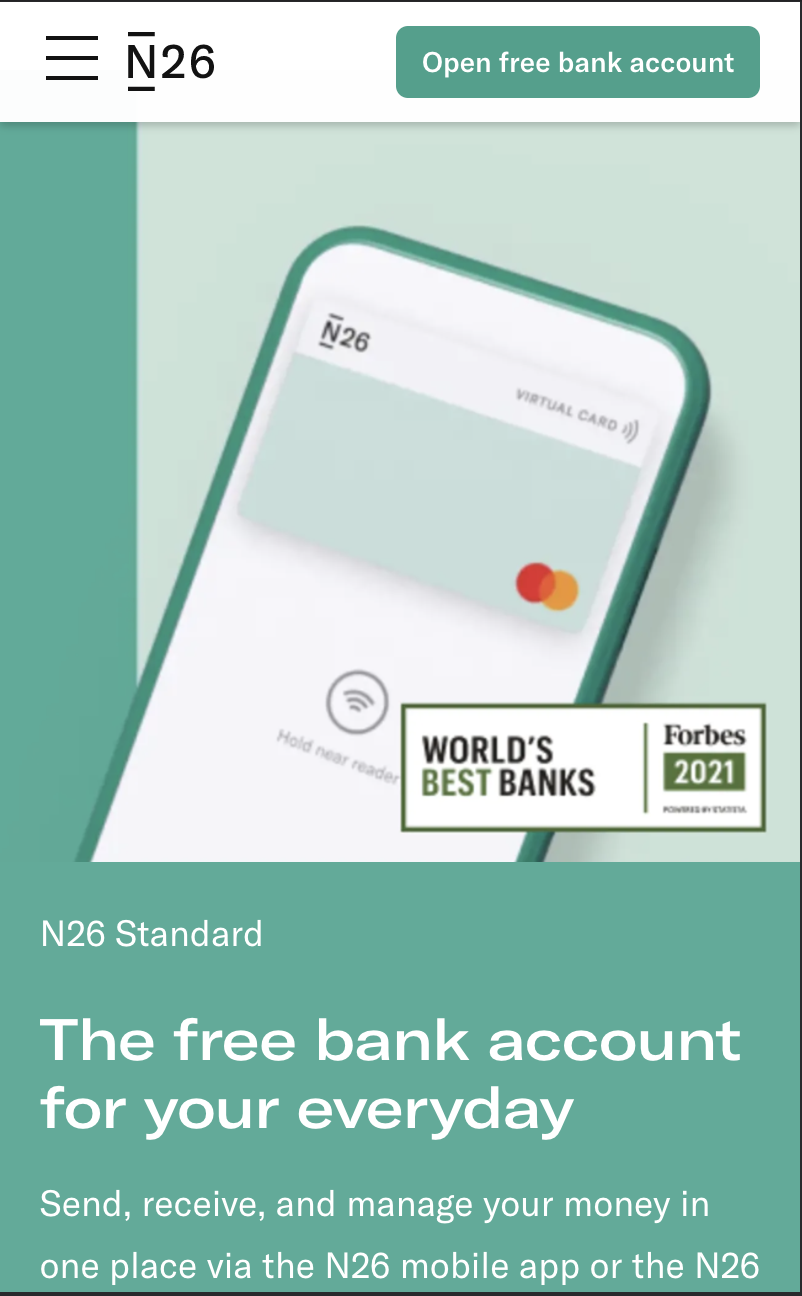 N26
Open free bank account
N26
VIRTUAL CARD
Hold near reader
WORLD'S
BEST BANKS
Forbes
2021
POWERED BY STATISTA
N26 Standard
The free bank account
for your everyday
Send, receive, and manage your money in
one place via the N26 mobile app or the N26